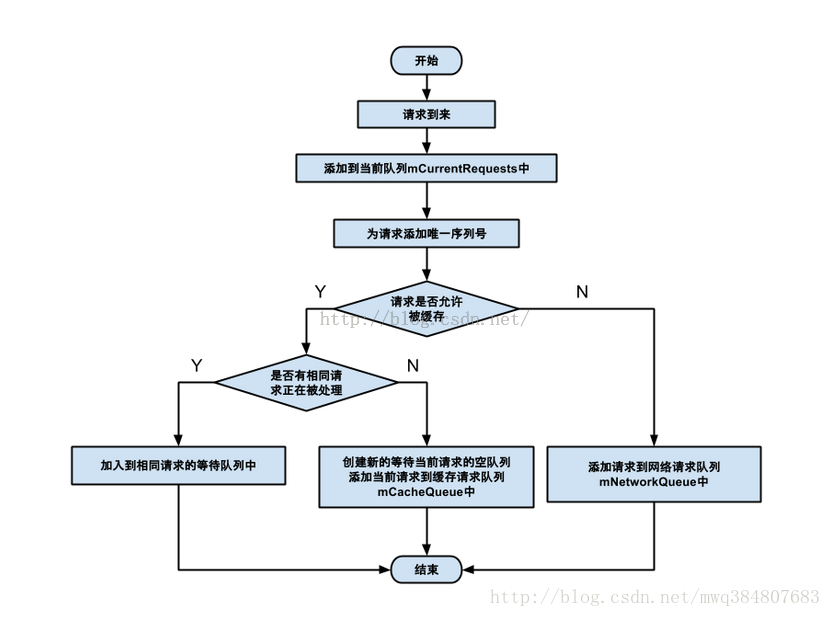 开始
请求到来
添加到当前队列mCurrentRequests中
为请求添加唯一序列号
Y
N
请求是否允许
被缓存
http://blog.csdn.net/
Y
N
是否有相同请
求正在被处理
加入到相同请求的等待队列中
创建新的等待当前请求的空队列
添加当前请求到缓存请求队列
mCacheQueue中
添加请求到网络请求队列
mNetworkQueue中
结束
http://blog.csdn.net/mwq384807683